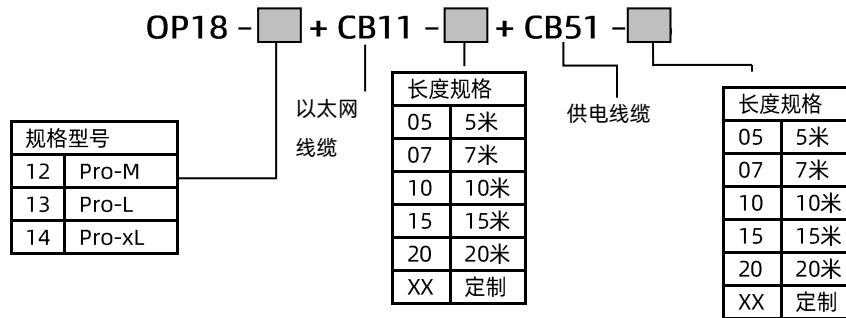 OP18 - + CB11 - + CB51 -
规格型号
12 Pro-M
13 Pro-L
14 Pro-xL
以太网
线缆
长度规格
05 5米
07 7米
10 10米
15 15米
20 20米
XX 定制
供电线缆
长度规格
05 5米
07 7米
10 10米
15 15米
20 20米
XX 定制